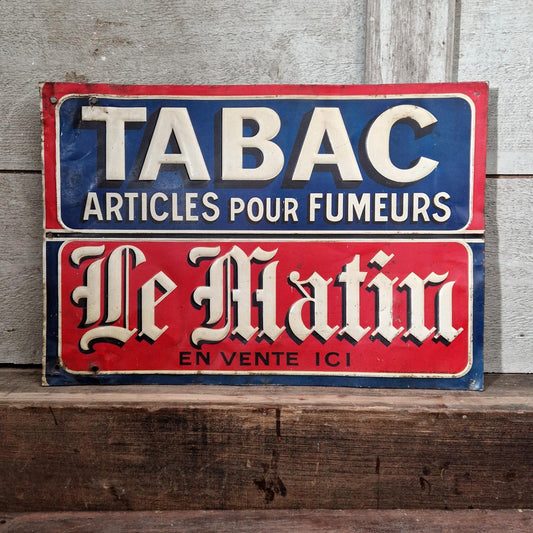 TABAC
ARTICLES POUR FUMEURS
Le Matin
EN VENTE ICI